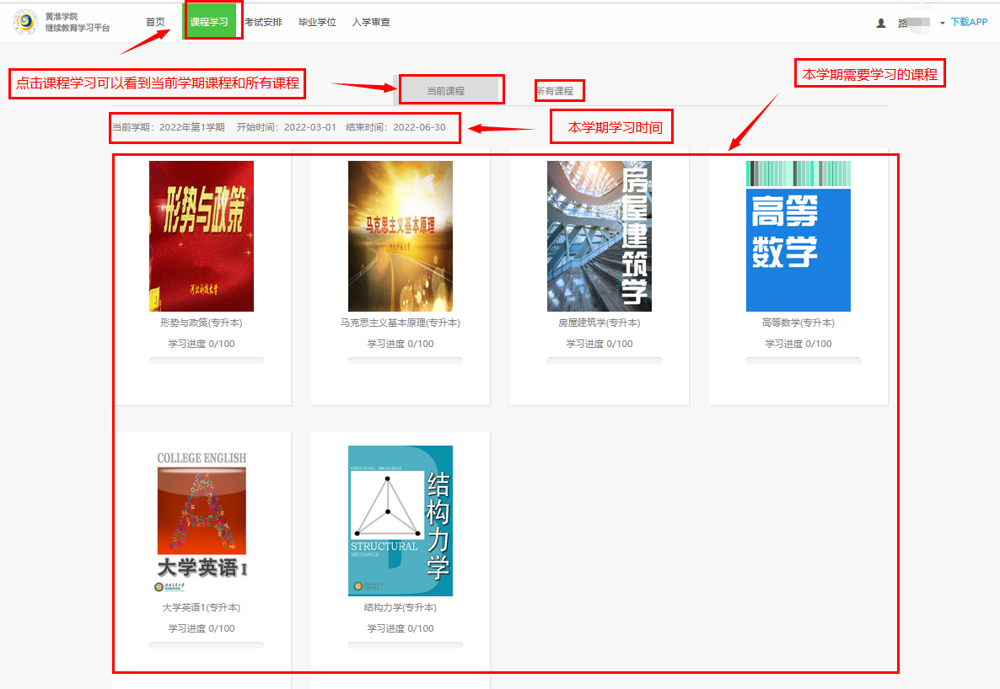 黄淮学院
继续教育学习平台
首页
课程学习
考试安排
毕业学位
入学审查
路
下载APP
点击课程学习可以看到当前学期课程和所有课程
当前课程
所有课程
本学期需要学习的课程
当前学期：2022年第1学期 开始时间：2022-03-01 结束时间：2022-06-30
本学期学习时间
形势与政策
河北科技大学
马克思主义基本原理
河北科技大学
房屋建筑学
高等
数学
形势与政策(专升本)
马克思主义基本原理(专升本)
房屋建筑学(专升本)
高等数学(专升本)
学习进度 0/100
学习进度 0/100
学习进度 0/100
学习进度 0/100
COLLEGE ENGLISH
大学英语1
STRUCTURAL MECHANICS
结构力学
STRUCTURAL
MECHANICS
大学英语1(专升本)
结构力学(专升本)
学习进度 0/100
学习进度 0/100